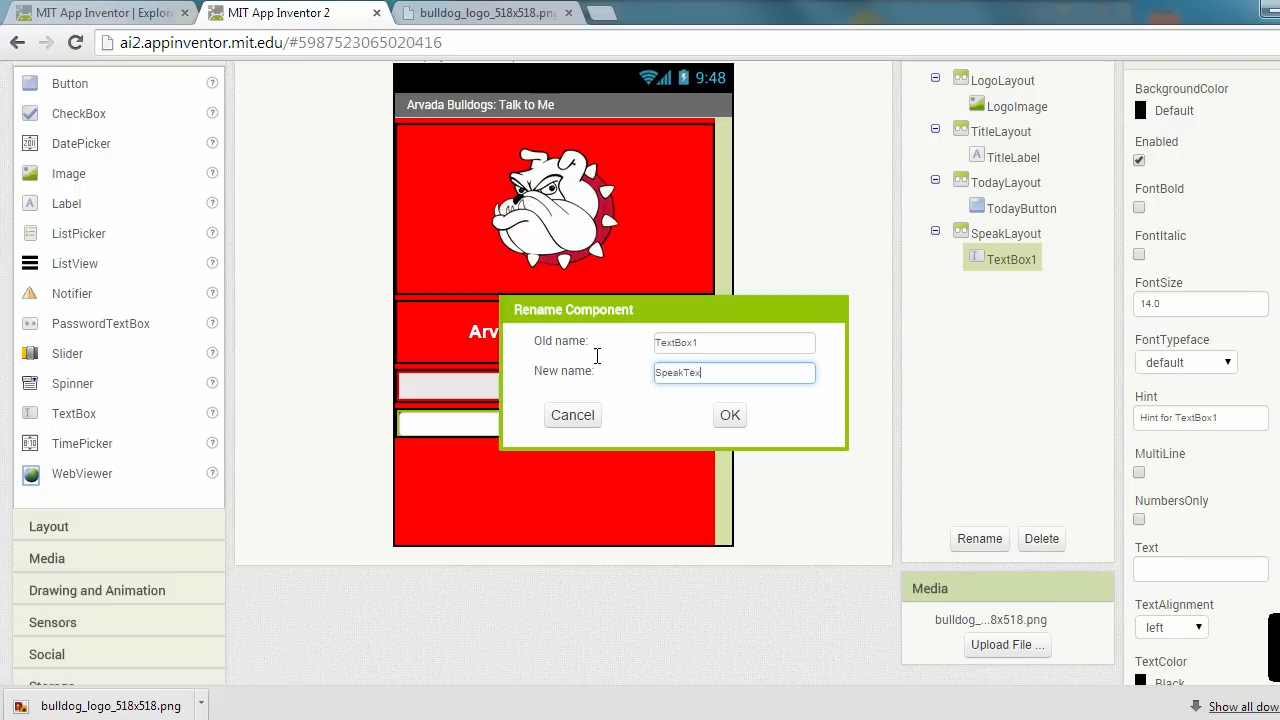 MIT App Inventor | Explore
MIT App Inventor 2
bulldog_logo_518x518.png
ai2.appinventor.mit.edu/#5987523065020416
Button
CheckBox
DatePicker
Image
Label
ListPicker
ListView
Notifier
PasswordTextBox
Slider
Spinner
TextBox
TimePicker
WebViewer
Layout
Media
Drawing and Animation
Sensors
Social
9:48
Arvada Bulldogs: Talk to Me
Arv
Rename Component
Old name:
TextBox1
New name:
SpeakTex
Cancel
OK
LogoLayout
LogoImage
TitleLayout
TitleLabel
TodayLayout
TodayButton
SpeakLayout
TextBox1
Rename
Delete
Media
bulldog_...8x518.png
Upload File ...
BackgroundColor
Default
Enabled
FontBold
FontItalic
FontSize
14.0
FontTypeface
default
Hint
Hint for TextBox1
MultiLine
NumbersOnly
Text
TextAlignment
left
TextColor
Black
bulldog_logo_518x518.png
Show all dow